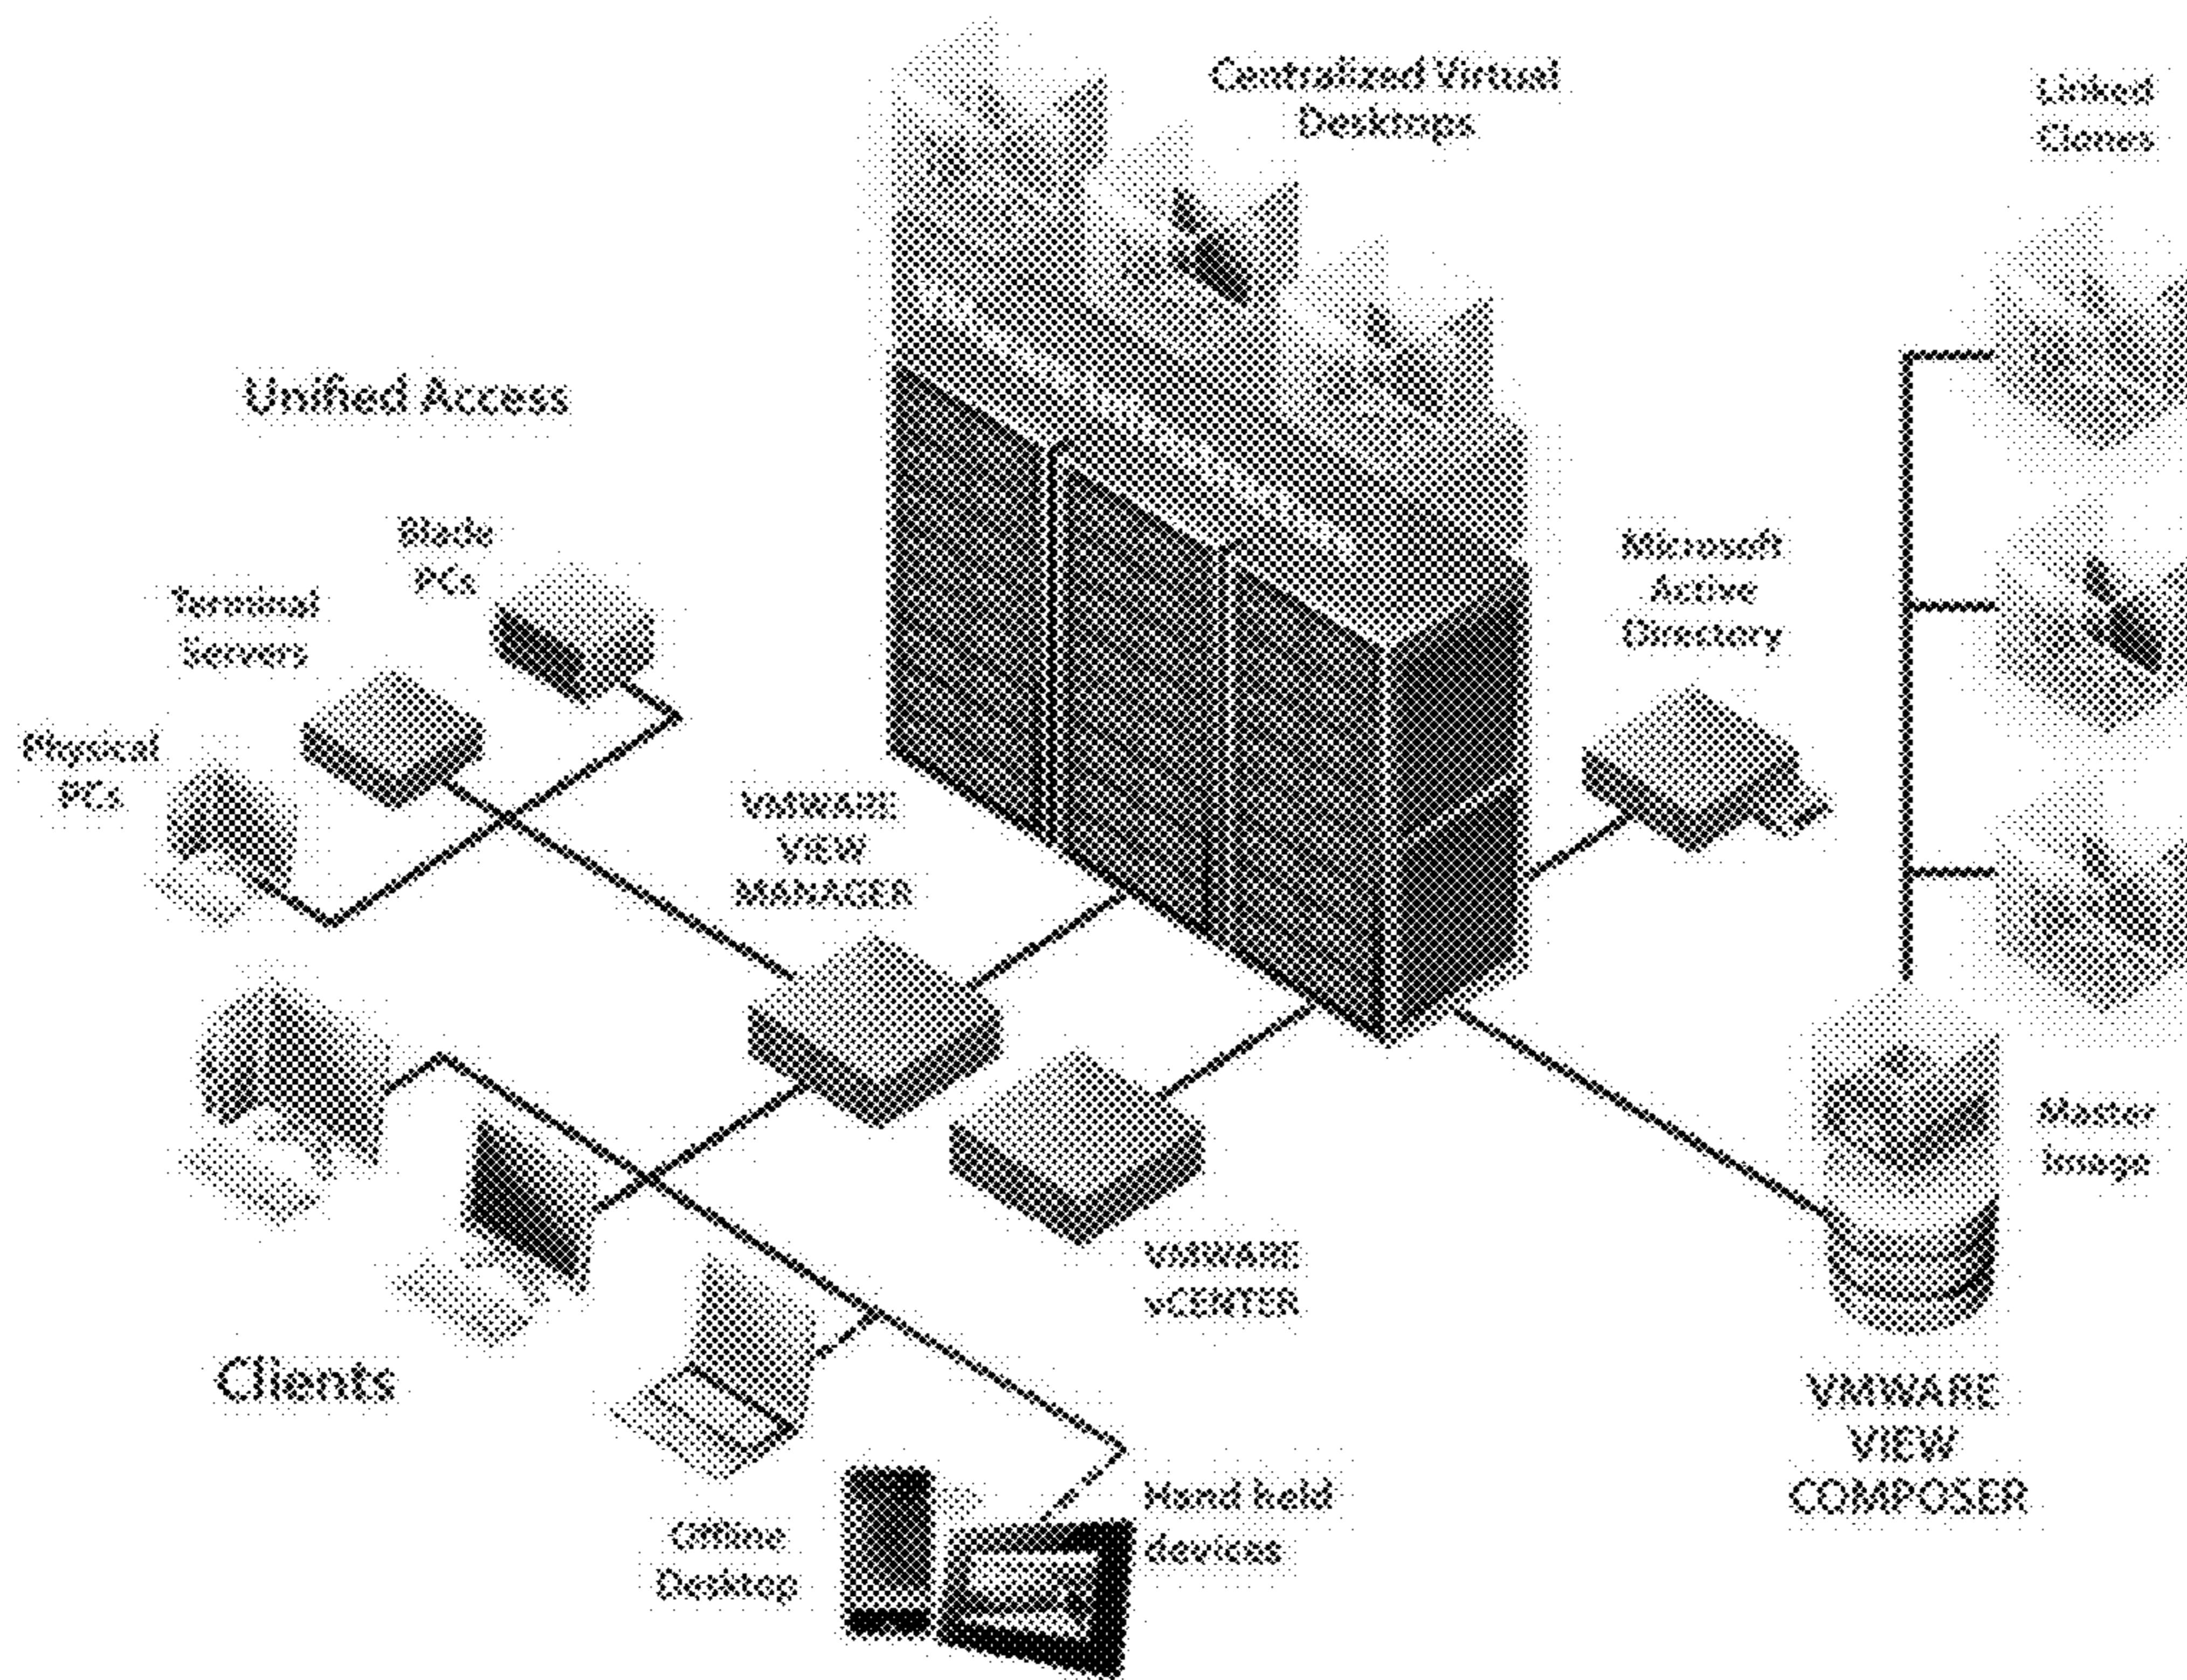 Centralized Virtual
Desktops
Linked
Clones
Unified Access
Blade
PCs
Terminal
Servers
Physical
PCs
Microsoft
Active
Directory
VMWARE
VIEW
MANAGER
VMWARE
vCENTER
Master
image
Clients
VMWARE
VIEW
COMPOSER
Offline
Desktop
Hand held
devices